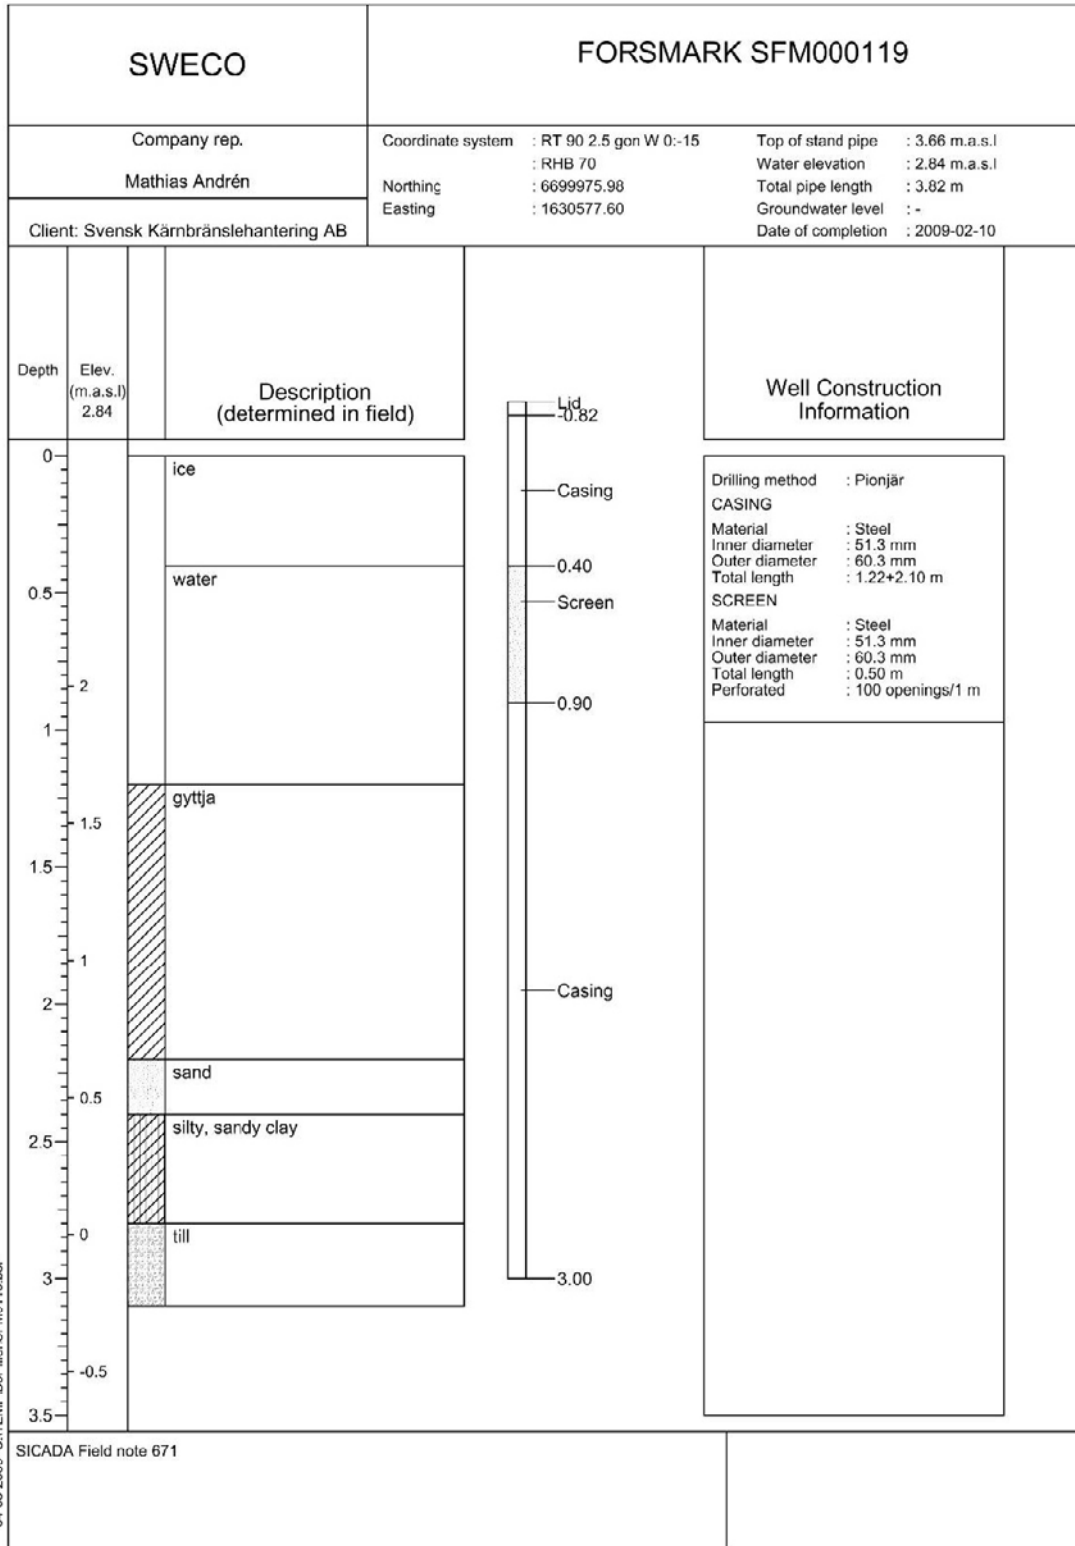 SWECO
FORSMARK SFM000119
Company rep.
Mathias Andrén
Client: Svensk Kärnbränslehantering AB
Coordinate system : RT 90 2.5 gon W 0:-15
: RHB 70
Northing : 6699975.98
Easting : 1630577.60
Top of stand pipe : 3.66 m.a.s.l
Water elevation : 2.84 m.a.s.l
Total pipe length : 3.82 m
Groundwater level : -
Date of completion : 2009-02-10
Depth
Elev.
(m.a.s.l)
2.84
Description
(determined in field)
Well Construction
Information
Lid
-0.82
Casing
0.40
Screen
0.90
Casing
3.00
0
0.5
1
1.5
2
2.5
3
3.5
2
1.5
1
0.5
0
-0.5
ice
water
gyttja
sand
silty, sandy clay
till
Drilling method : Pionjär
CASING
Material : Steel
Inner diameter : 51.3 mm
Outer diameter : 60.3 mm
Total length : 1.22+2.10 m
SCREEN
Material : Steel
Inner diameter : 51.3 mm
Outer diameter : 60.3 mm
Total length : 0.50 m
Perforated : 100 openings/1 m
SICADA Field note 671